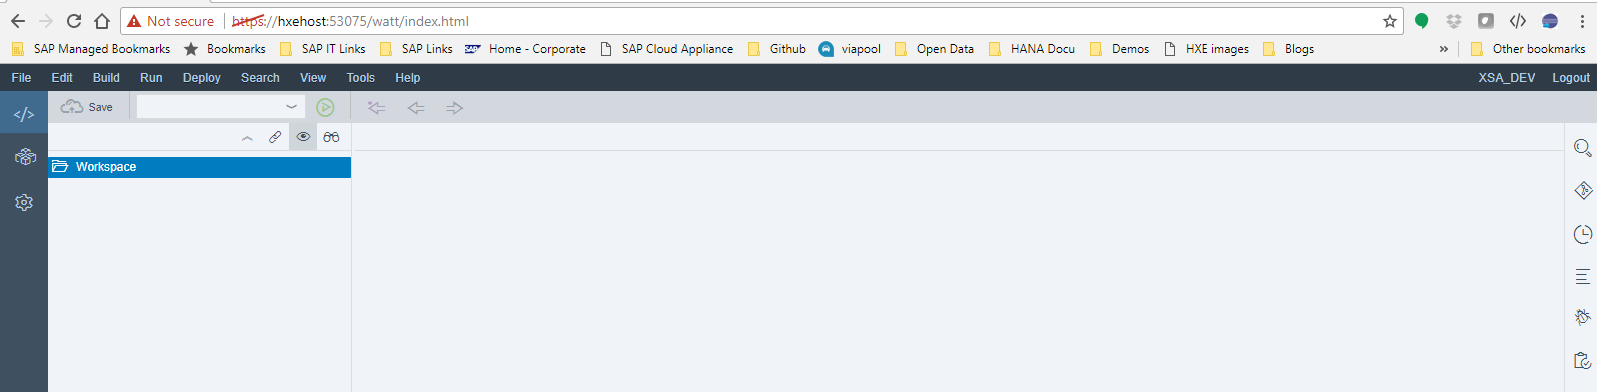 Not secure https://hxehost:53075/watt/index.html
SAP Managed Bookmarks Bookmarks SAP IT Links SAP Links SAP Home - Corporate SAP Cloud Appliance Github viapool Open Data HANA Docu Demos HXE images Blogs » Other bookmarks
File Edit Build Run Deploy Search View Tools Help XSA_DEV Logout
</> Save
Workspace